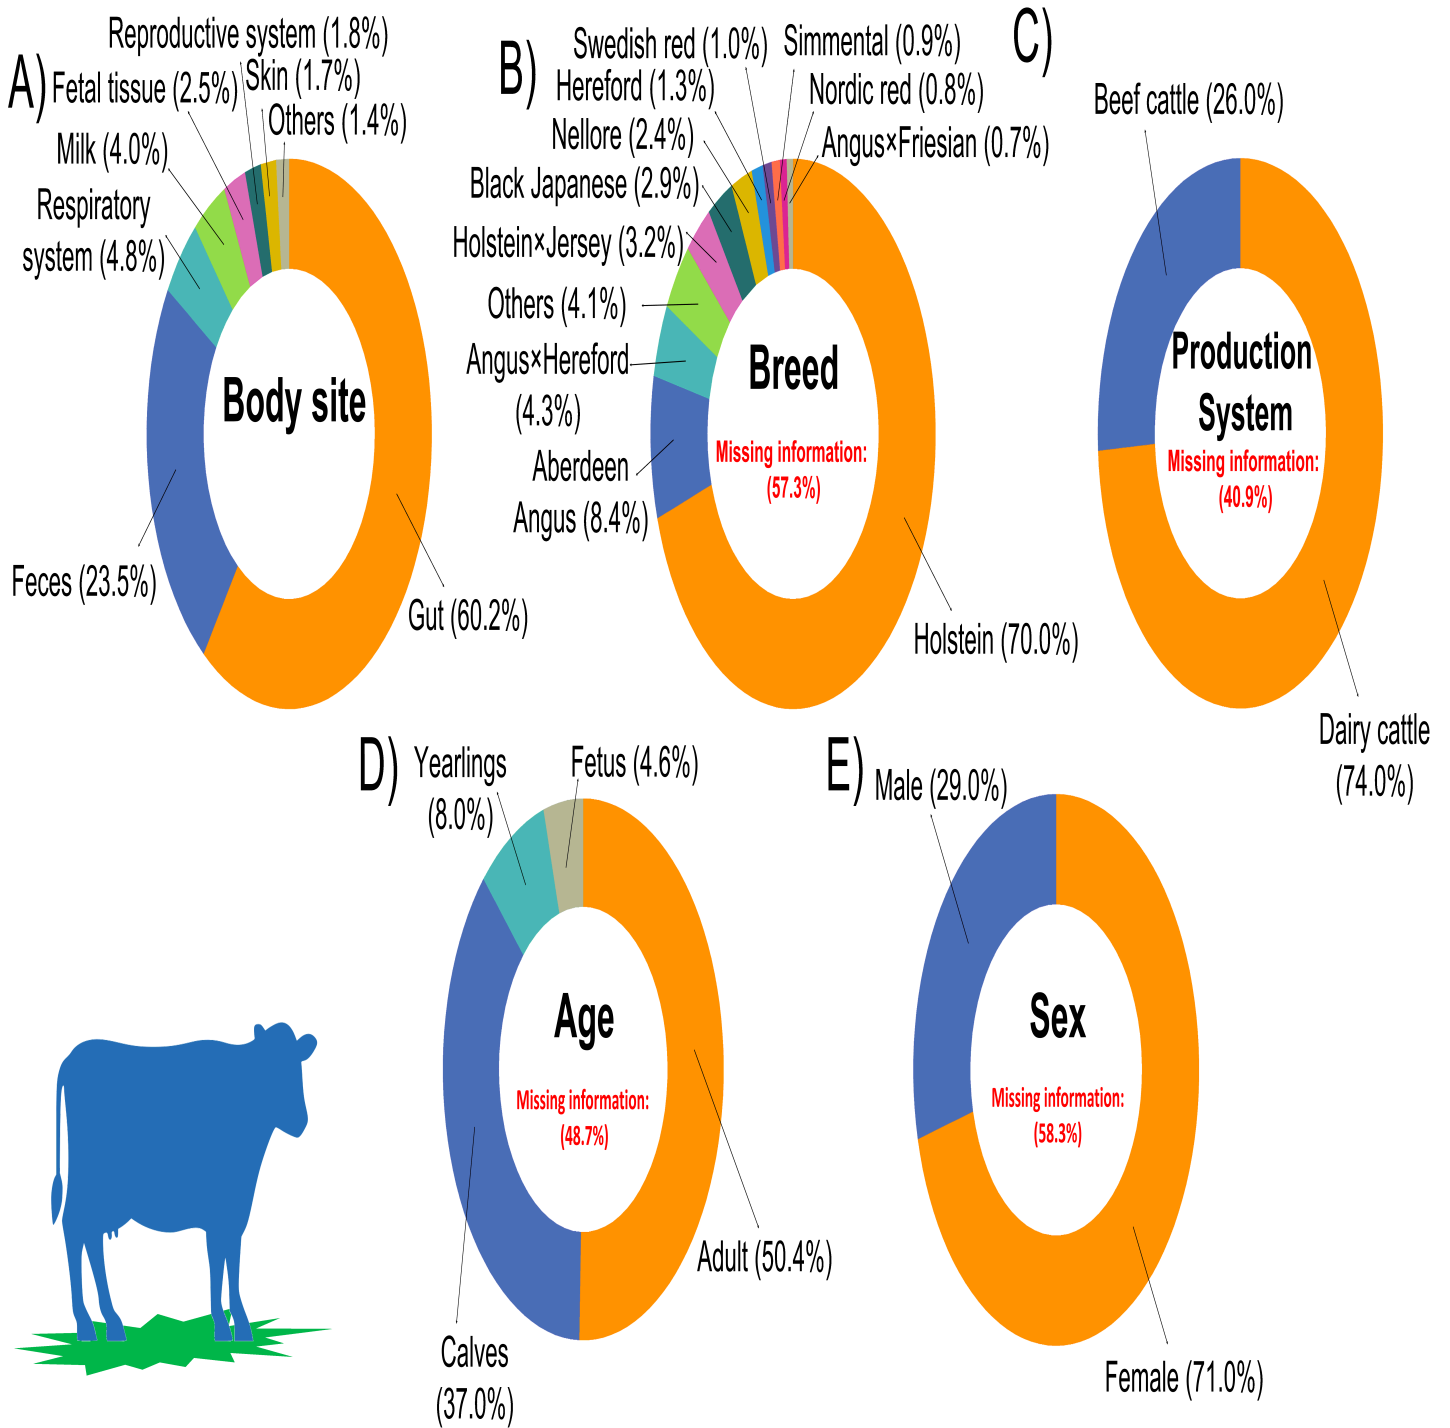 A)
Reproductive system (1.8%)
Skin (1.7%)
Fetal tissue (2.5%)
Others (1.4%)
Milk (4.0%)
Respiratory
system (4.8%)
Body site
Feces (23.5%)
Gut (60.2%)
B)
Swedish red (1.0%)
Simmental (0.9%)
Hereford (1.3%)
Nordic red (0.8%)
Nellore (2.4%)
Angus×Friesian (0.7%)
Black Japanese (2.9%)
Holstein×Jersey (3.2%)
Others (4.1%)
Angus×Hereford
(4.3%)
Aberdeen
Angus (8.4%)
Breed
Missing information:
(57.3%)
Holstein (70.0%)
C)
Beef cattle (26.0%)
Production
System
Missing information:
(40.9%)
Dairy cattle
(74.0%)
D)
Yearlings
(8.0%)
Fetus (4.6%)
Age
Missing information:
(48.7%)
Adult (50.4%)
Calves
(37.0%)
E)
Male (29.0%)
Sex
Missing information:
(58.3%)
Female (71.0%)